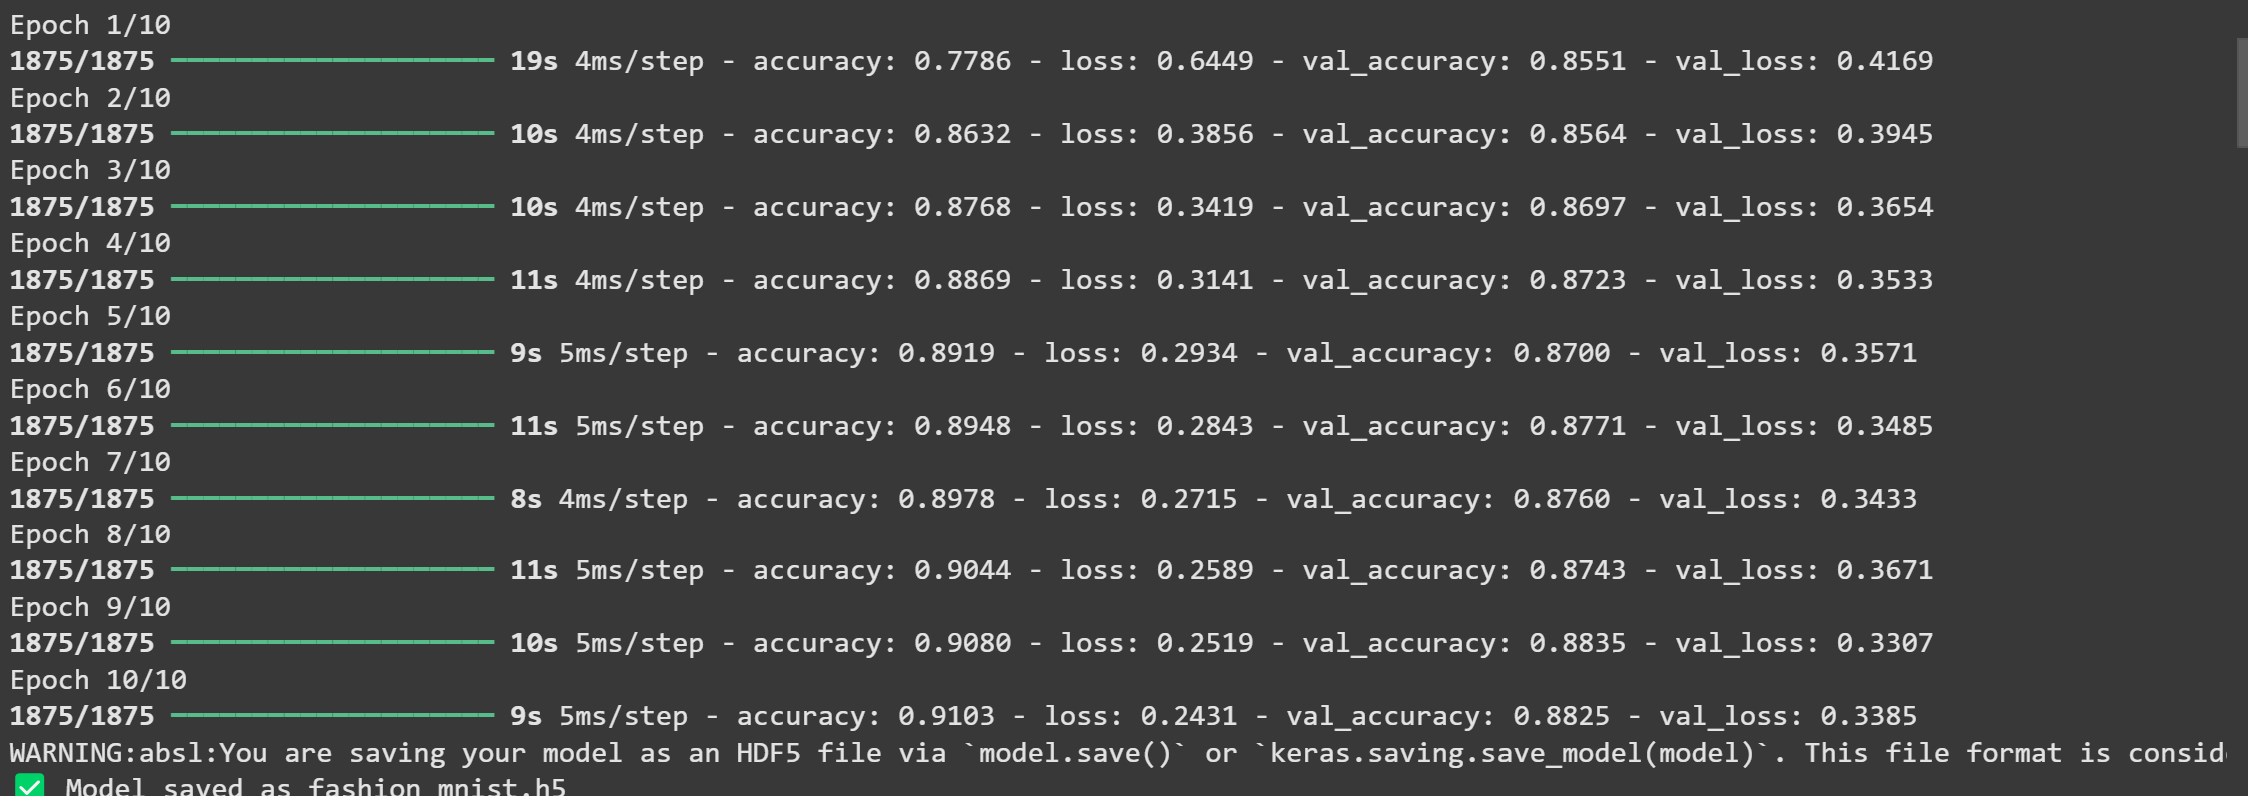 Epoch 1/10
1875/1875 ━━━━━━━━━━━━━━━━━━━━ 19s 4ms/step - accuracy: 0.7786 - loss: 0.6449 - val_accuracy: 0.8551 - val_loss: 0.4169
Epoch 2/10
1875/1875 ━━━━━━━━━━━━━━━━━━━━ 10s 4ms/step - accuracy: 0.8632 - loss: 0.3856 - val_accuracy: 0.8564 - val_loss: 0.3945
Epoch 3/10
1875/1875 ━━━━━━━━━━━━━━━━━━━━ 10s 4ms/step - accuracy: 0.8768 - loss: 0.3419 - val_accuracy: 0.8697 - val_loss: 0.3654
Epoch 4/10
1875/1875 ━━━━━━━━━━━━━━━━━━━━ 11s 4ms/step - accuracy: 0.8869 - loss: 0.3141 - val_accuracy: 0.8723 - val_loss: 0.3533
Epoch 5/10
1875/1875 ━━━━━━━━━━━━━━━━━━━━ 9s 5ms/step - accuracy: 0.8919 - loss: 0.2934 - val_accuracy: 0.8700 - val_loss: 0.3571
Epoch 6/10
1875/1875 ━━━━━━━━━━━━━━━━━━━━ 11s 5ms/step - accuracy: 0.8948 - loss: 0.2843 - val_accuracy: 0.8771 - val_loss: 0.3485
Epoch 7/10
1875/1875 ━━━━━━━━━━━━━━━━━━━━ 8s 4ms/step - accuracy: 0.8978 - loss: 0.2715 - val_accuracy: 0.8760 - val_loss: 0.3433
Epoch 8/10
1875/1875 ━━━━━━━━━━━━━━━━━━━━ 11s 5ms/step - accuracy: 0.9044 - loss: 0.2589 - val_accuracy: 0.8743 - val_loss: 0.3671
Epoch 9/10
1875/1875 ━━━━━━━━━━━━━━━━━━━━ 10s 5ms/step - accuracy: 0.9080 - loss: 0.2519 - val_accuracy: 0.8835 - val_loss: 0.3307
Epoch 10/10
1875/1875 ━━━━━━━━━━━━━━━━━━━━ 9s 5ms/step - accuracy: 0.9103 - loss: 0.2431 - val_accuracy: 0.8825 - val_loss: 0.3385
WARNING:absl:You are saving your model as an HDF5 file via `model.save()` or `keras.saving.save_model(model)`. This file format is consid
✅ Model saved as fashion_mnist.h5